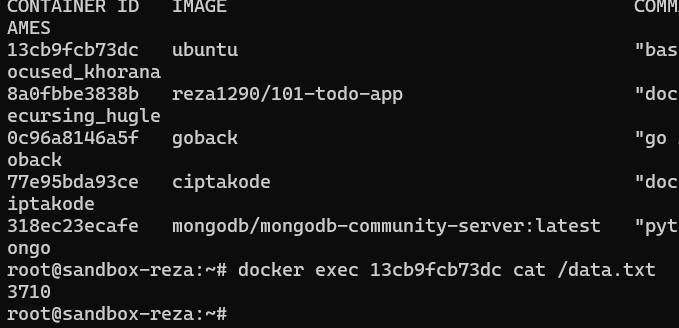 CONTAINER ID   IMAGE                                      COMM
AMES
13cb9fcb73dc   ubuntu                                     "bas
ocused_khorana
8a0fbbe3838b   reza1290/101-todo-app                      "doc
ecursing_hugle
0c96a8146a5f   goback                                     "go
oback
77e95bda93ce   ciptakode                                  "doc
iptakode
318ec23ecafe   mongodb/mongodb-community-server:latest    "pyt
ongo
root@sandbox-reza:~# docker exec 13cb9fcb73dc cat /data.txt
3710
root@sandbox-reza:~#